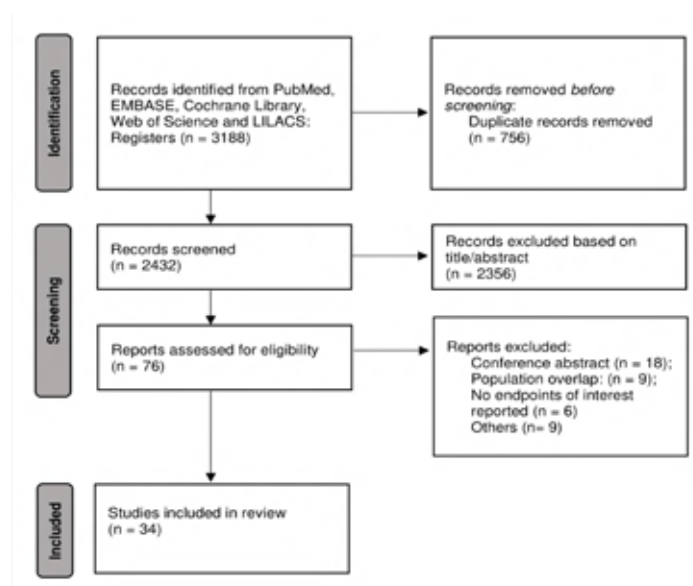 Identification
Records identified from PubMed,
EMBASE, Cochrane Library,
Web of Science and LILACS:
Registers (n = 3188)
Records removed before
screening:
Duplicate records removed
(n = 756)
Screening
Records screened
(n = 2432)
Records excluded based on
title/abstract
(n = 2356)
Reports assessed for eligibility
(n = 76)
Reports excluded:
Conference abstract (n = 18);
Population overlap: (n = 9);
No endpoints of interest
reported (n = 6)
Others (n= 9)
Included
Studies included in review
(n = 34)